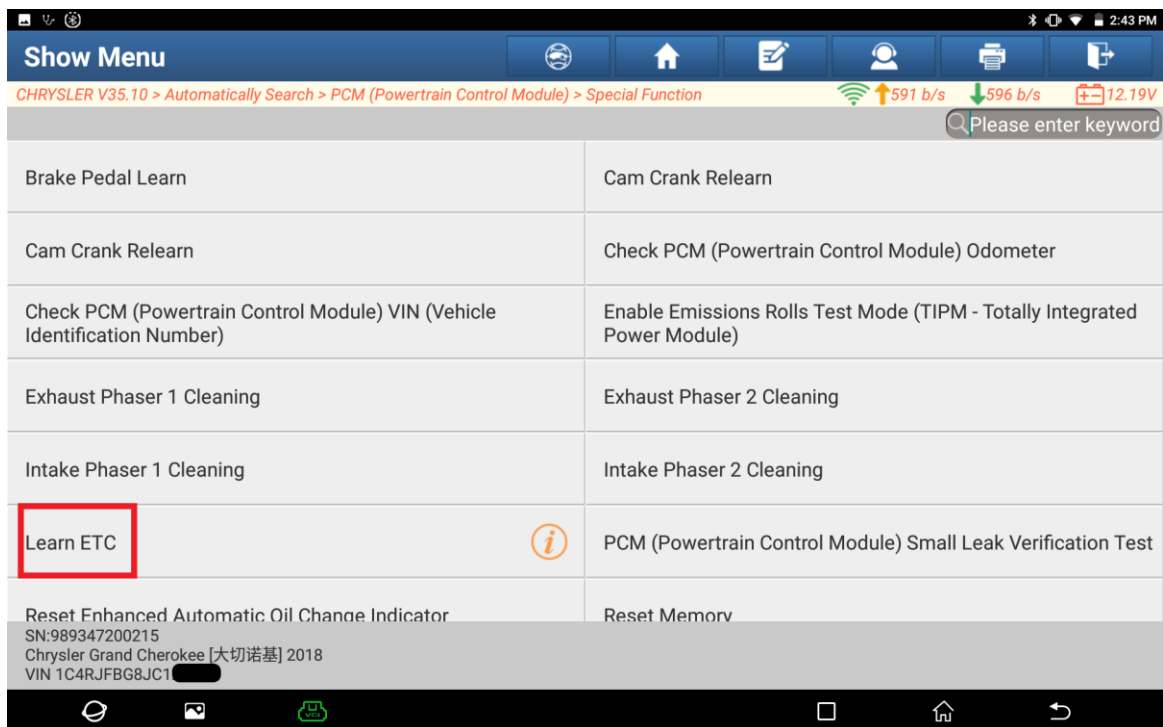 2:43 PM
Show Menu
CHRYSLER V35.10 > Automatically Search > PCM (Powertrain Control Module) > Special Function
591 b/s
596 b/s
12.19V
Please enter keyword
Brake Pedal Learn
Cam Crank Relearn
Cam Crank Relearn
Check PCM (Powertrain Control Module) Odometer
Check PCM (Powertrain Control Module) VIN (Vehicle
Identification Number)
Enable Emissions Rolls Test Mode (TIPM - Totally Integrated
Power Module)
Exhaust Phaser 1 Cleaning
Exhaust Phaser 2 Cleaning
Intake Phaser 1 Cleaning
Intake Phaser 2 Cleaning
Learn ETC
i
PCM (Powertrain Control Module) Small Leak Verification Test
Reset Enhanced Automatic Oil Change Indicator
Reset Memory
SN:989347200215
Chrysler Grand Cherokee [大切诺基] 2018
VIN 1C4RJFBG8JC1
VCI